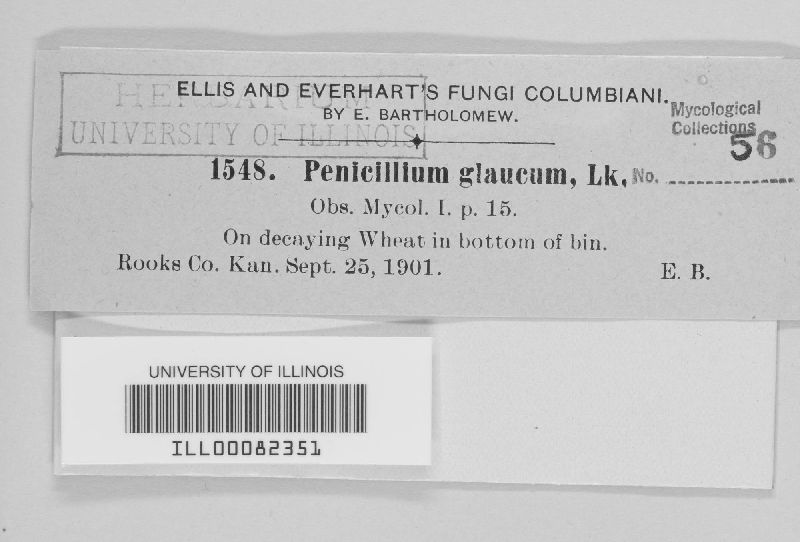 HERBARIUM
UNIVERSITY OF ILLINOIS
ELLIS AND EVERHART'S FUNGI COLUMBIANI.
BY E. BARTHOLOMEW.
Mycological
Collections
56
No.
1548. Penicillium glaucum, Lk,
Obs. Mycol. I. p. 15.
On decaying Wheat in bottom of bin.
Rooks Co. Kan. Sept. 25, 1901. E. B.
UNIVERSITY OF ILLINOIS
ILL00082351